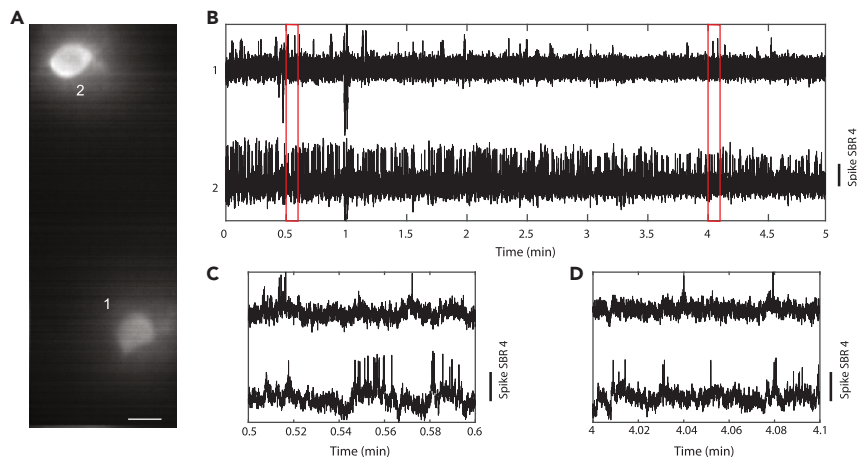 A
2
1
B
1
2
Spike SBR 4
0 0.5 1 1.5 2 2.5 3 3.5 4 4.5 5
Time (min)
C
Spike SBR 4
0.5 0.52 0.54 0.56 0.58 0.6
Time (min)
D
Spike SBR 4
4 4.02 4.04 4.06 4.08 4.1
Time (min)